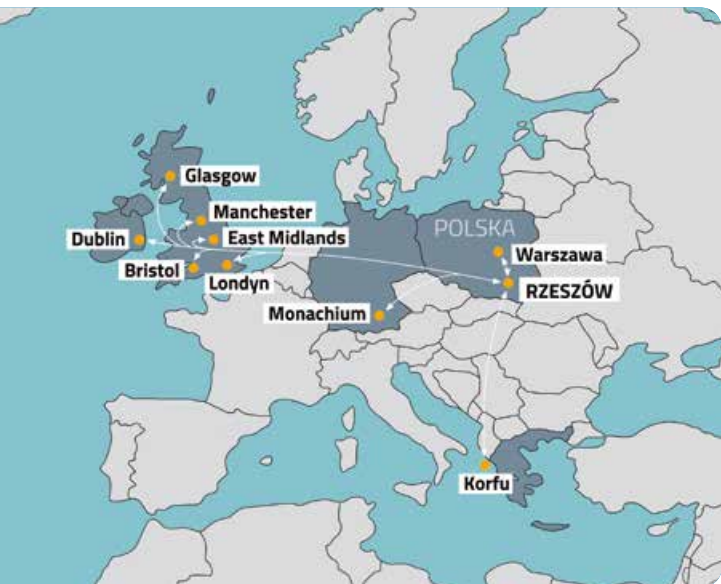 Glasgow
Manchester
Dublin
East Midlands
Bristol
Londyn
POLSKA
Warszawa
RZESZÓW
Monachium
Korfu